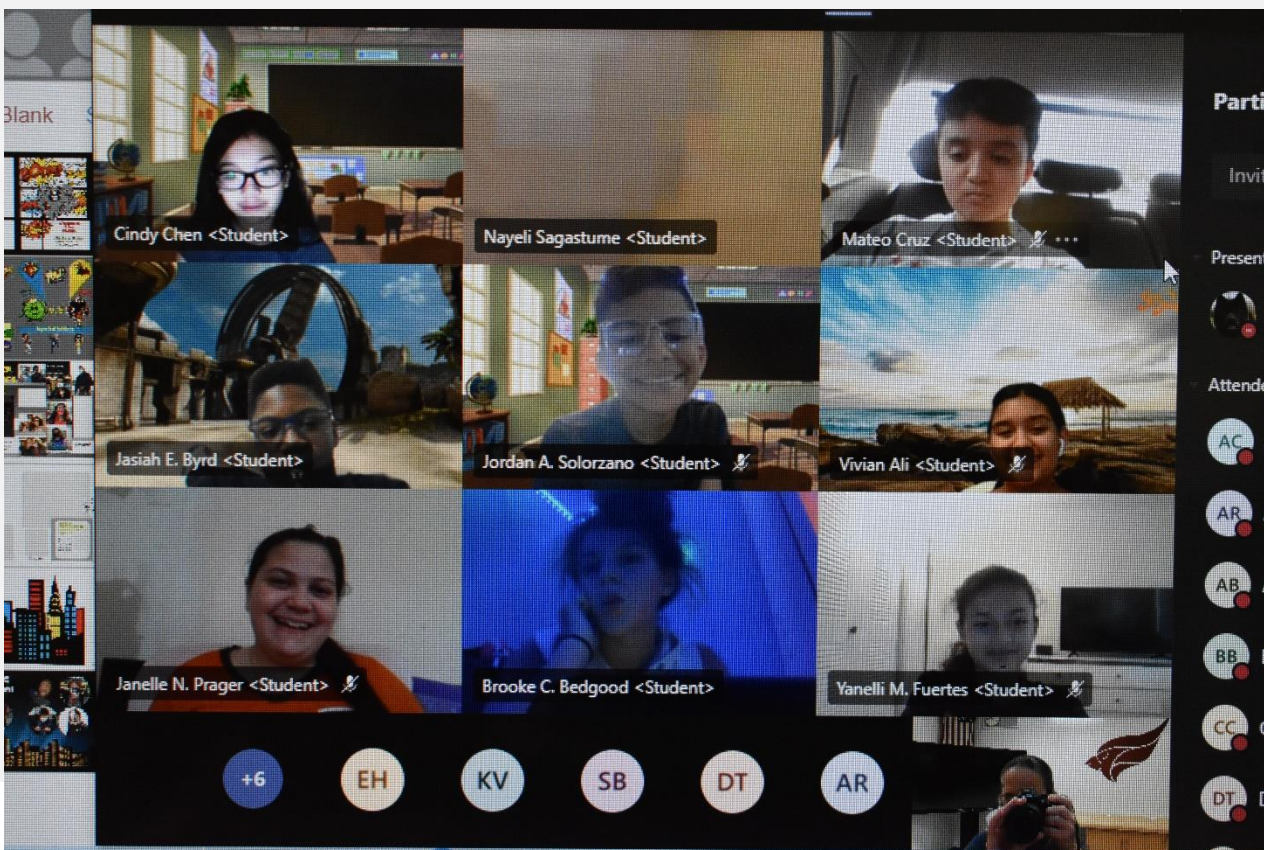 Blank
Cindy Chen <Student>
Nayeli Sagastume <Student>
Mateo Cruz <Student>
Jasiah E. Byrd <Student>
Jordan A. Solorzano <Student>
Vivian Ali <Student>
Janelle N. Prager <Student>
Brooke C. Bedgood <Student>
Yanelli M. Fuertes <Student>
+6
EH
KV
SB
DT
AR
Parti
Invit
Present
Attende
AC
AR
AB
BB
CC
DT